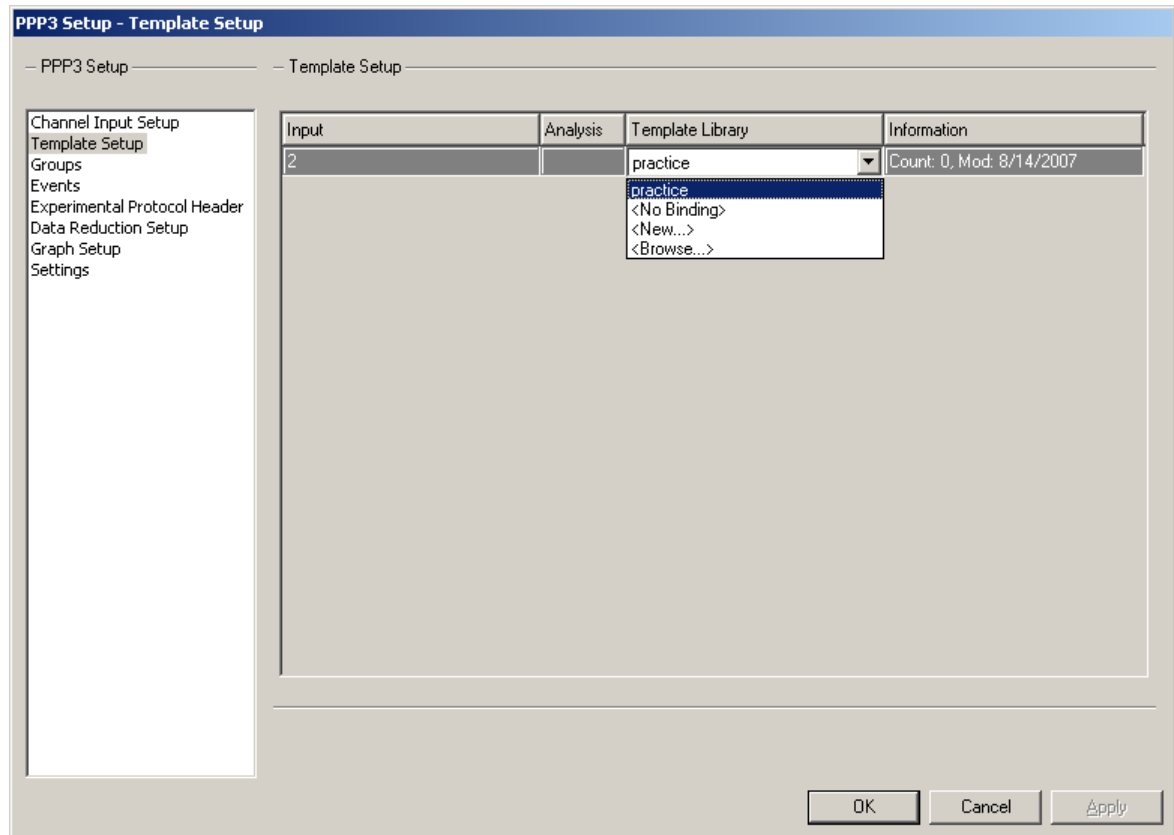 PPP3 Setup - Template Setup
PPP3 Setup
Template Setup
Channel Input Setup
Template Setup
Groups
Events
Experimental Protocol Header
Data Reduction Setup
Graph Setup
Settings
Input Analysis Template Library Information
2 practice Count: 0, Mod: 8/14/2007
practice
<No Binding>
<New...>
<Browse...>
OK Cancel Apply